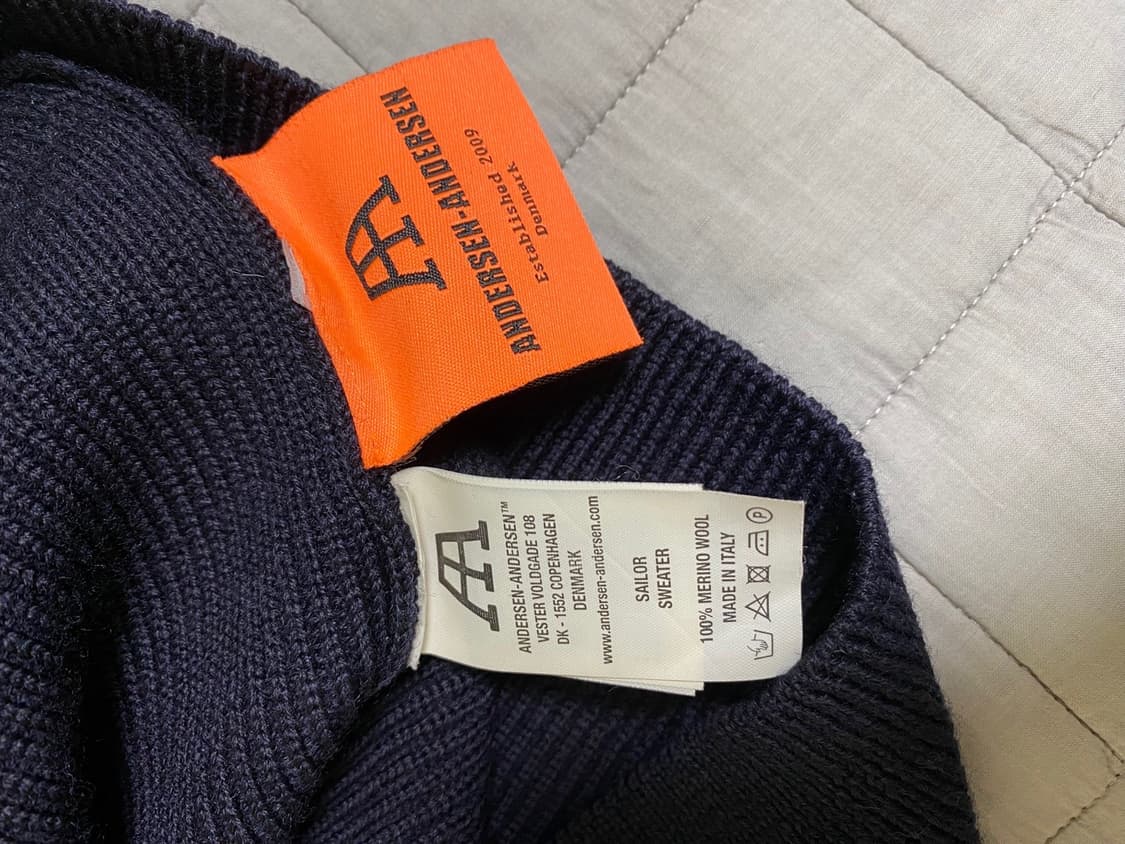 ANDERSEN-ANDERSEN
Established 2009
Denmark
ANDERSEN-ANDERSEN™
VESTER VOLDGADE 108
DK - 1552 COPENHAGEN
DENMARK
www.andersen-andersen.com
SAILOR
SWEATER
100% MERINO WOOL
MADE IN ITALY
P